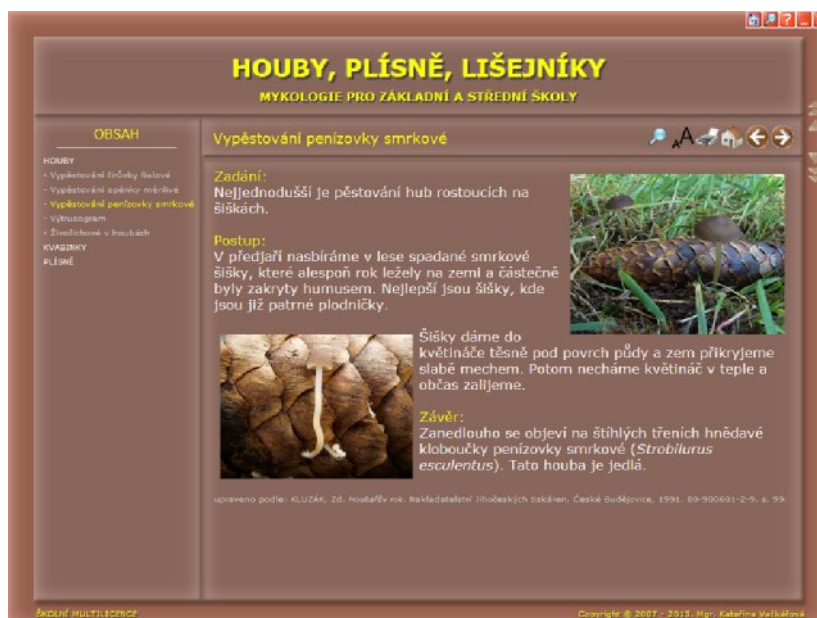 HOUBY, PLÍSNĚ, LIŠEJNÍKY
MYKOLOGIE PRO ZÁKLADNÍ A STŘEDNÍ ŠKOLY
OBSAH
HOUBY
- Vypěstování čirůvky fialové
- Vypěstování opěnky měnlivé
- Vypěstování penízovky smrkové
- Výtrusogram
- Živočichové v houbách
KVASINKY
PLÍSNĚ
Vypěstování penízovky smrkové
Zadání:
Nejjednodušší je pěstování hub rostoucích na
šiškách.
Postup:
V předjaří nasbíráme v lese spadané smrkové
šišky, které alespoň rok ležely na zemi a částečně
byly zakryty humusem. Nejlepší jsou šišky, kde
jsou již patrné plodničky.
Šišky dáme do
květináče těsně pod povrch půdy a zem přikryjeme
slabě mechem. Potom necháme květináč v teple a
občas zalijeme.
Závěr:
Zanedlouho se objeví na štíhlých třeních hnědavé
kloboučky penízovky smrkové (Strobilurus
esculentus). Tato houba je jedlá.
upraveno podle: KLUZÁK, Zd. Houbařův rok. Nakladatelství Jihočeských tiskáren, České Budějovice, 1991. 80-900601-2-9. s. 99.
ŠKOLNÍ MULTILICENCE
Copyright © 2007 - 2013, Mgr. Kateřina